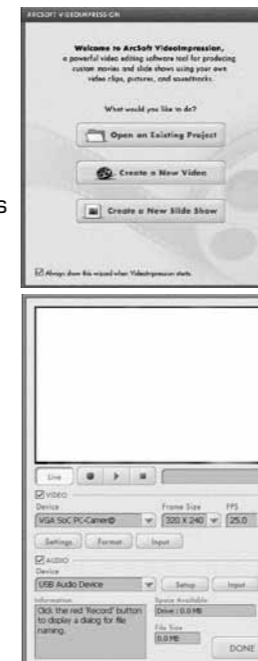 ARCSOFT VIDEOIMPRESSION
Welcome to ArcSoft VideoImpression,
a powerful video editing software tool for producing
custom movies and slide shows using your own
video clips, pictures, and soundtracks.
What would you like to do?
Open an Existing Project
Create a New Video
s
Create a New Slide Show
Always show this wizard when VideoImpression starts.
Live
VIDEO
Device
Frame Size
FPS
VGA SoC PC-Camer@
320 X 240
25.0
Settings
Format
Input
AUDIO
Device
USB Audio Device
Setup
Input
Information
Space Available
Click the red 'Record' button
to display a dialog for file
naming.
Drive : 0.0 MB
File Size
0.0 MB
DONE